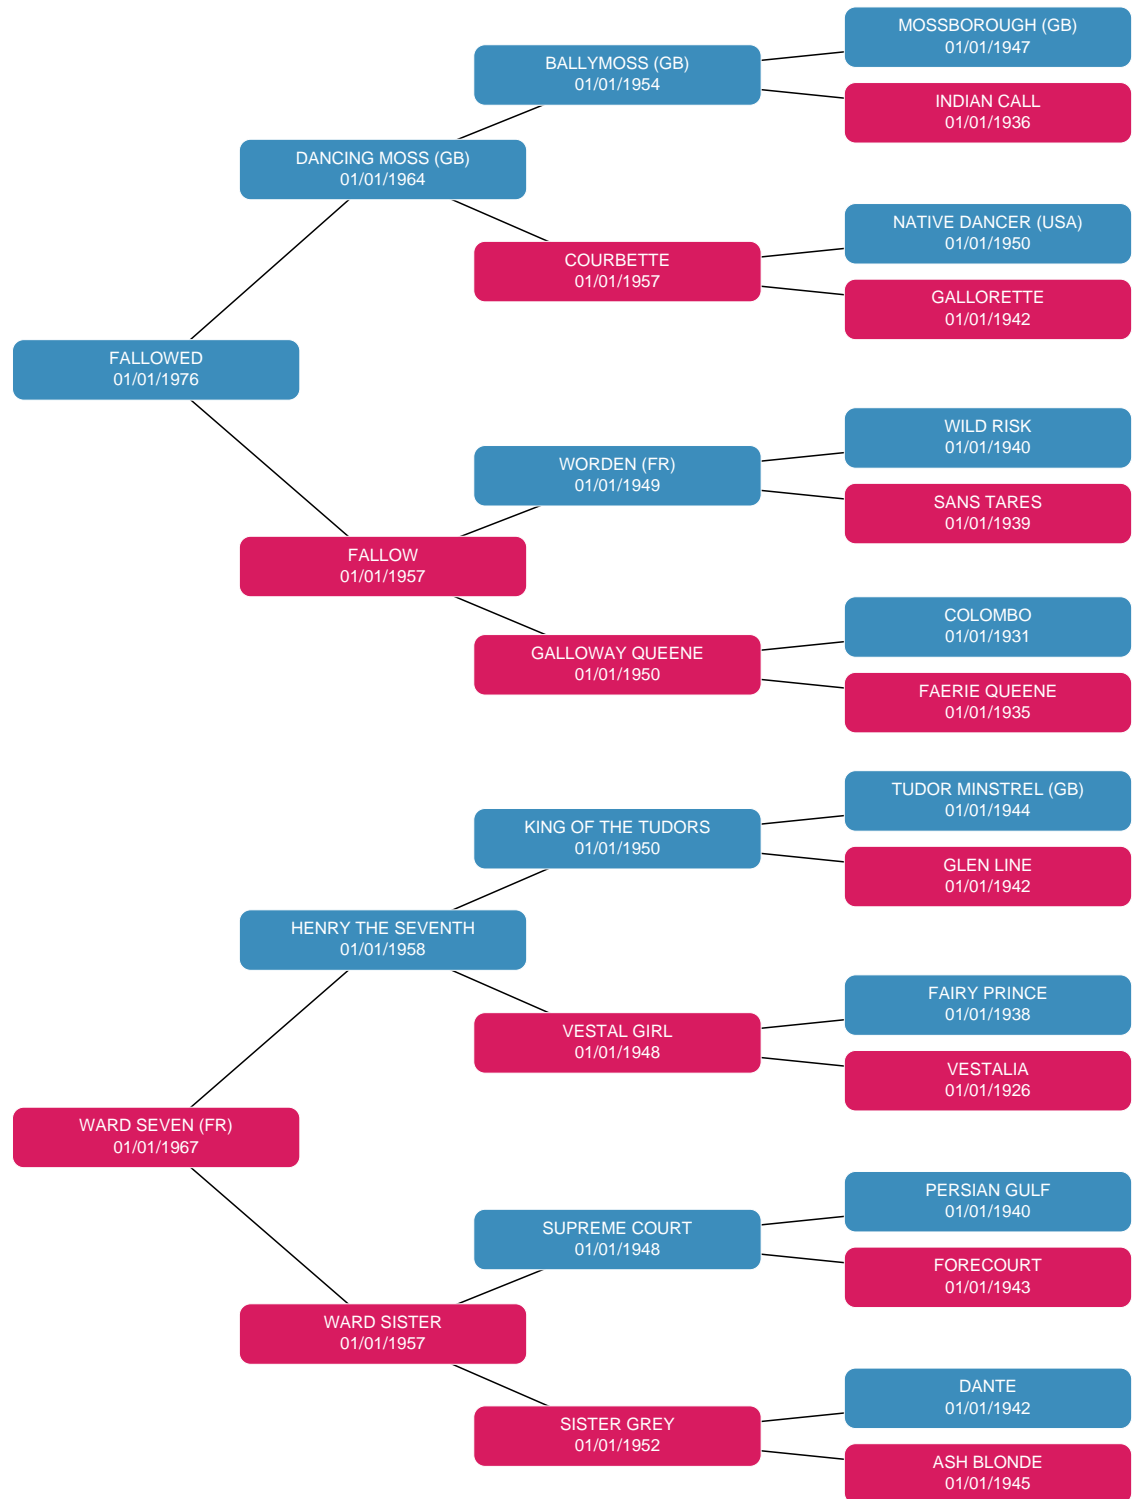 MOSSBOROUGH (GB)
01/01/1947
BALLYMOSS (GB)
01/01/1954
INDIAN CALL
01/01/1936
DANCING MOSS (GB)
01/01/1964
NATIVE DANCER (USA)
01/01/1950
COURBETTE
01/01/1957
GALLORETTE
01/01/1942
FALLOWED
01/01/1976
WILD RISK
01/01/1940
WORDEN (FR)
01/01/1949
SANS TARES
01/01/1939
FALLOW
01/01/1957
COLOMBO
01/01/1931
GALLOWAY QUEENE
01/01/1950
FAERIE QUEENE
01/01/1935
TUDOR MINSTREL (GB)
01/01/1944
KING OF THE TUDORS
01/01/1950
GLEN LINE
01/01/1942
HENRY THE SEVENTH
01/01/1958
FAIRY PRINCE
01/01/1938
VESTAL GIRL
01/01/1948
VESTALIA
01/01/1926
WARD SEVEN (FR)
01/01/1967
PERSIAN GULF
01/01/1940
SUPREME COURT
01/01/1948
FORECOURT
01/01/1943
WARD SISTER
01/01/1957
DANTE
01/01/1942
SISTER GREY
01/01/1952
ASH BLONDE
01/01/1945